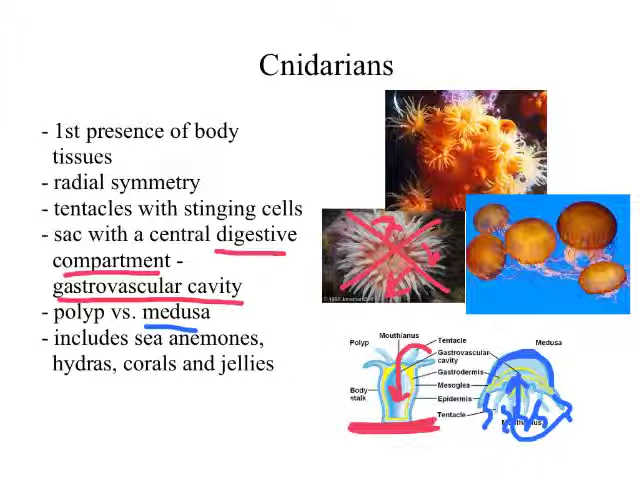 Cnidarians
- 1st presence of body
tissues
- radial symmetry
- tentacles with stinging cells
- sac with a central digestive
compartment -
gastrovascular cavity
- polyp vs. medusa
- includes sea anemones,
hydras, corals and jellies
Polyp
Mouth/anus
Tentacle
Medusa
Gastrovascular
cavity
Gastrodermis
Mesoglea
Body
stalk
Epidermis
Tentacle